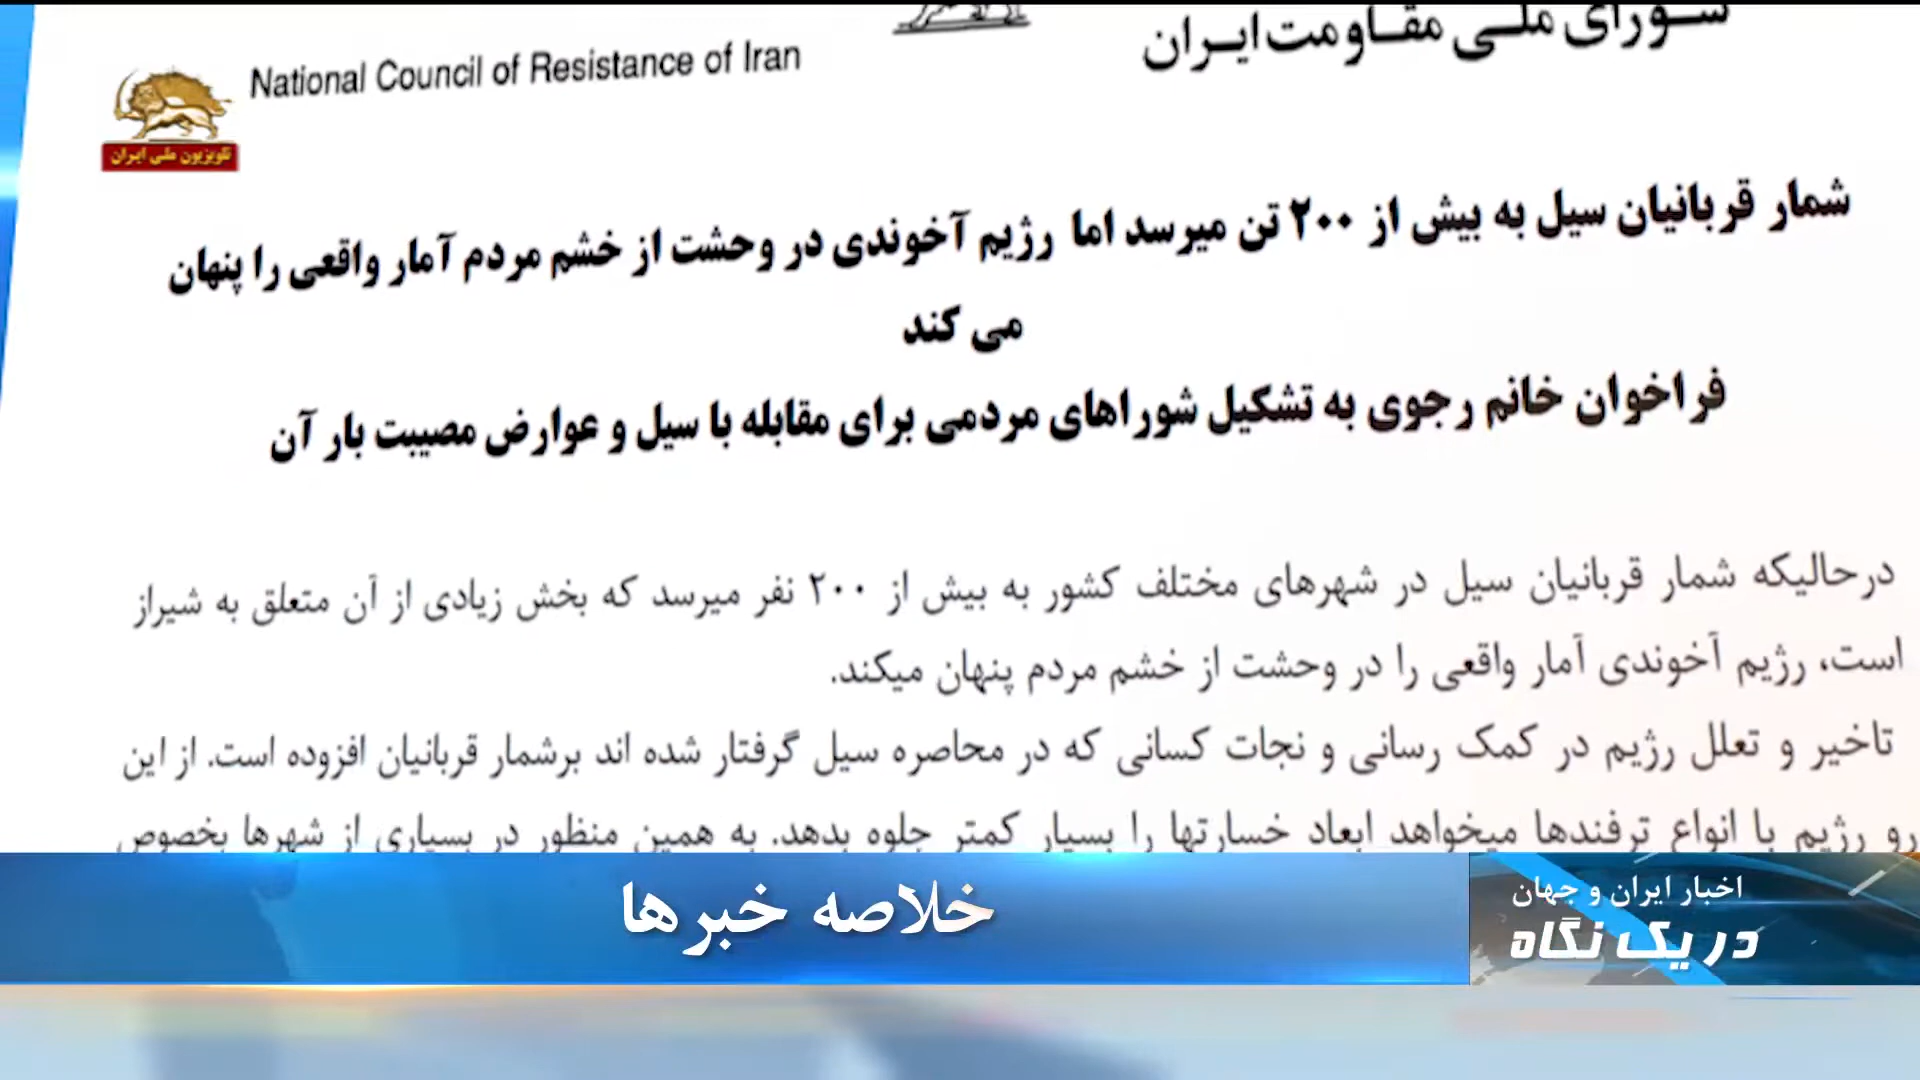 شورای ملی مقاومت ایران
National Council of Resistance of Iran
تلویزیون ملی ایران
شمار قربانیان سیل به بیش از ۲۰۰ تن میرسد اما رژیم آخوندی در وحشت از خشم مردم آمار واقعی را پنهان
می کند
فراخوان خانم رجوی به تشکیل شوراهای مردمی برای مقابله با سیل و عوارض مصیبت بار آن
درحالیکه شمار قربانیان سیل در شهرهای مختلف کشور به بیش از ۲۰۰ نفر میرسد که بخش زیادی از آن متعلق به شیراز
است، رژیم آخوندی آمار واقعی را در وحشت از خشم مردم پنهان میکند.
تاخیر و تعلل رژیم در کمک رسانی و نجات کسانی که در محاصره سیل گرفتار شده اند برشمار قربانیان افزوده است. از این
رو رژیم با انواع ترفندها میخواهد ابعاد خسارتها را بسیار کمتر جلوه بدهد. به همین منظور در بسیاری از شهرها بخصوص
اخبار ایران و جهان
در یک نگاه
خلاصه خبرها